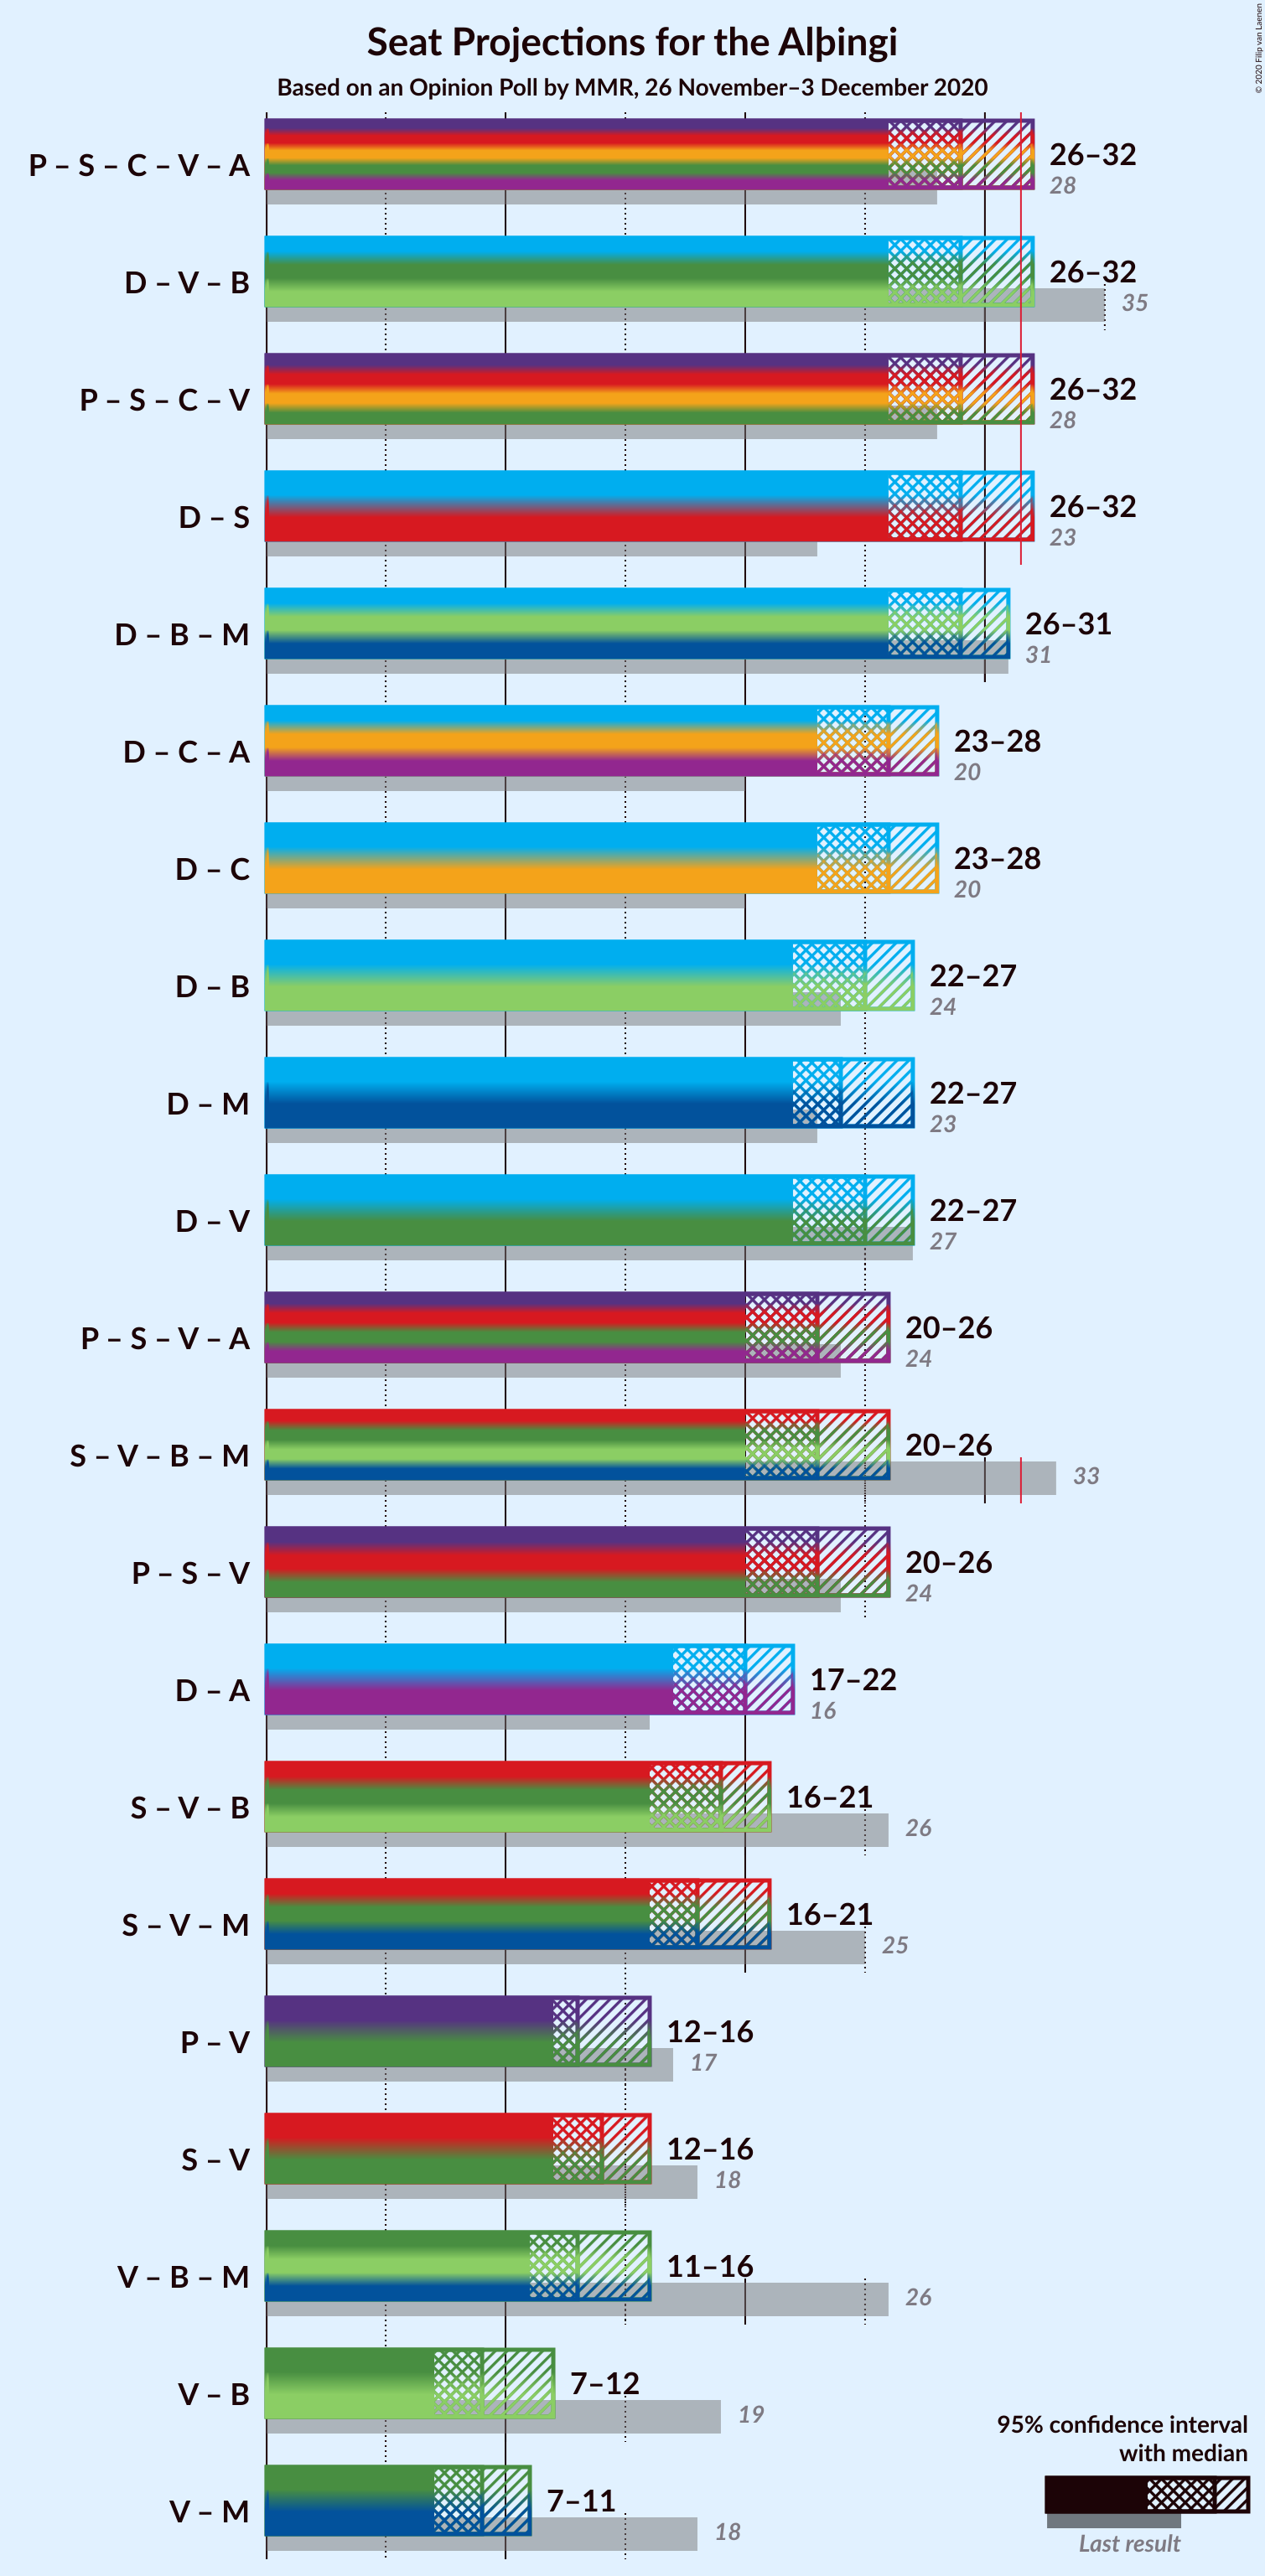 Seat Projections for the Alþingi
Based on an Opinion Poll by MMR, 26 November–3 December 2020
© 2020 Filip van Laenen
P – S – C – V – A
26–32
28
D – V – B
26–32
35
P – S – C – V
26–32
28
D – S
26–32
23
D – B – M
26–31
31
D – C – A
23–28
20
D – C
23–28
20
D – B
22–27
24
D – M
22–27
23
D – V
22–27
27
P – S – V – A
20–26
24
S – V – B – M
20–26
33
P – S – V
20–26
24
D – A
17–22
16
S – V – B
16–21
26
S – V – M
16–21
25
P – V
12–16
17
S – V
12–16
18
V – B – M
11–16
26
V – B
7–12
19
V – M
7–11
18
95% confidence interval
with median
Last result